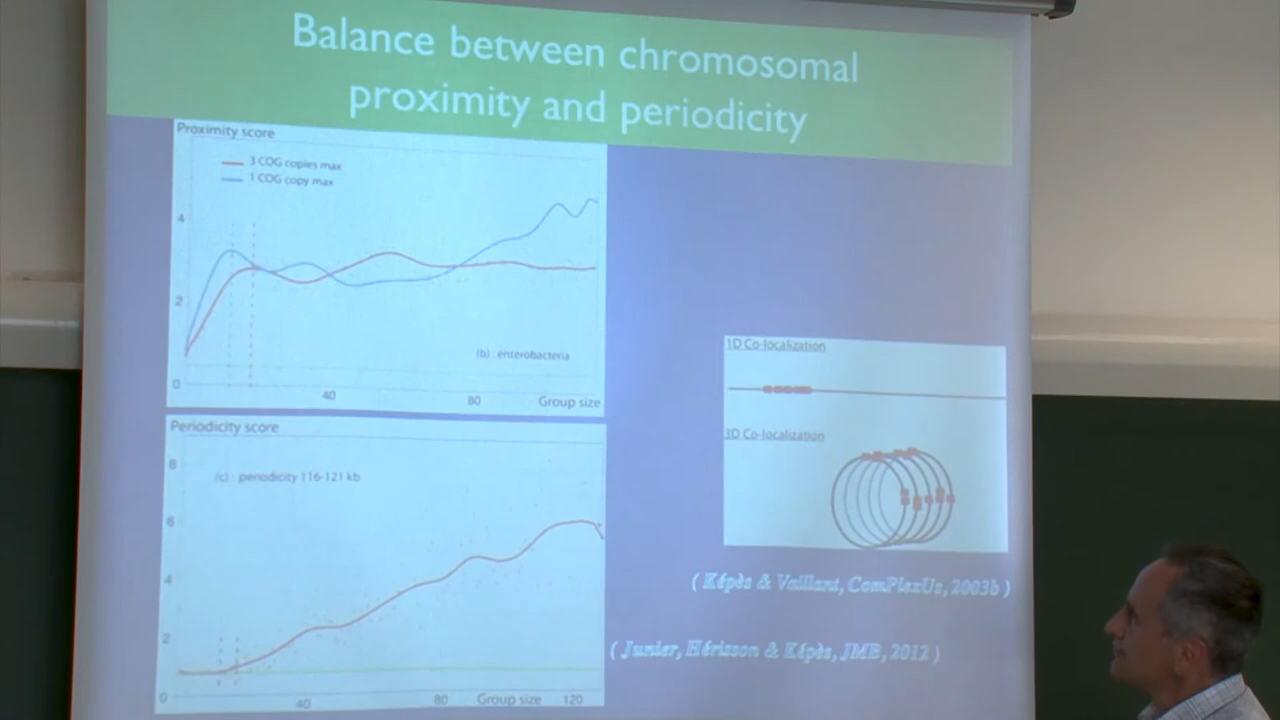 Balance between chromosomal
proximity and periodicity
Proximity score
3 COG copies max
1 COG copy max
4
2
(b) : enterobacteria
0
40
80
Group size
Periodicity score
8
(c) : periodicity 116-121 kb
6
4
2
0
40
80
Group size
120
1D Co-localization
3D Co-localization
( Képès & Vaillant, ComPlexUs, 2003b )
( Junier, Hérisson & Képès, JMB, 2012 )